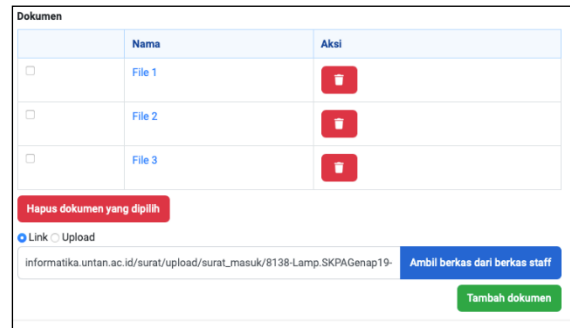 Dokumen
Nama Aksi
File 1
File 2
File 3
Hapus dokumen yang dipilih
Link Upload
informatika.untan.ac.id/surat/upload/surat_masuk/8138-Lamp.SKPAGenap19- Ambil berkas dari berkas staff
Tambah dokumen